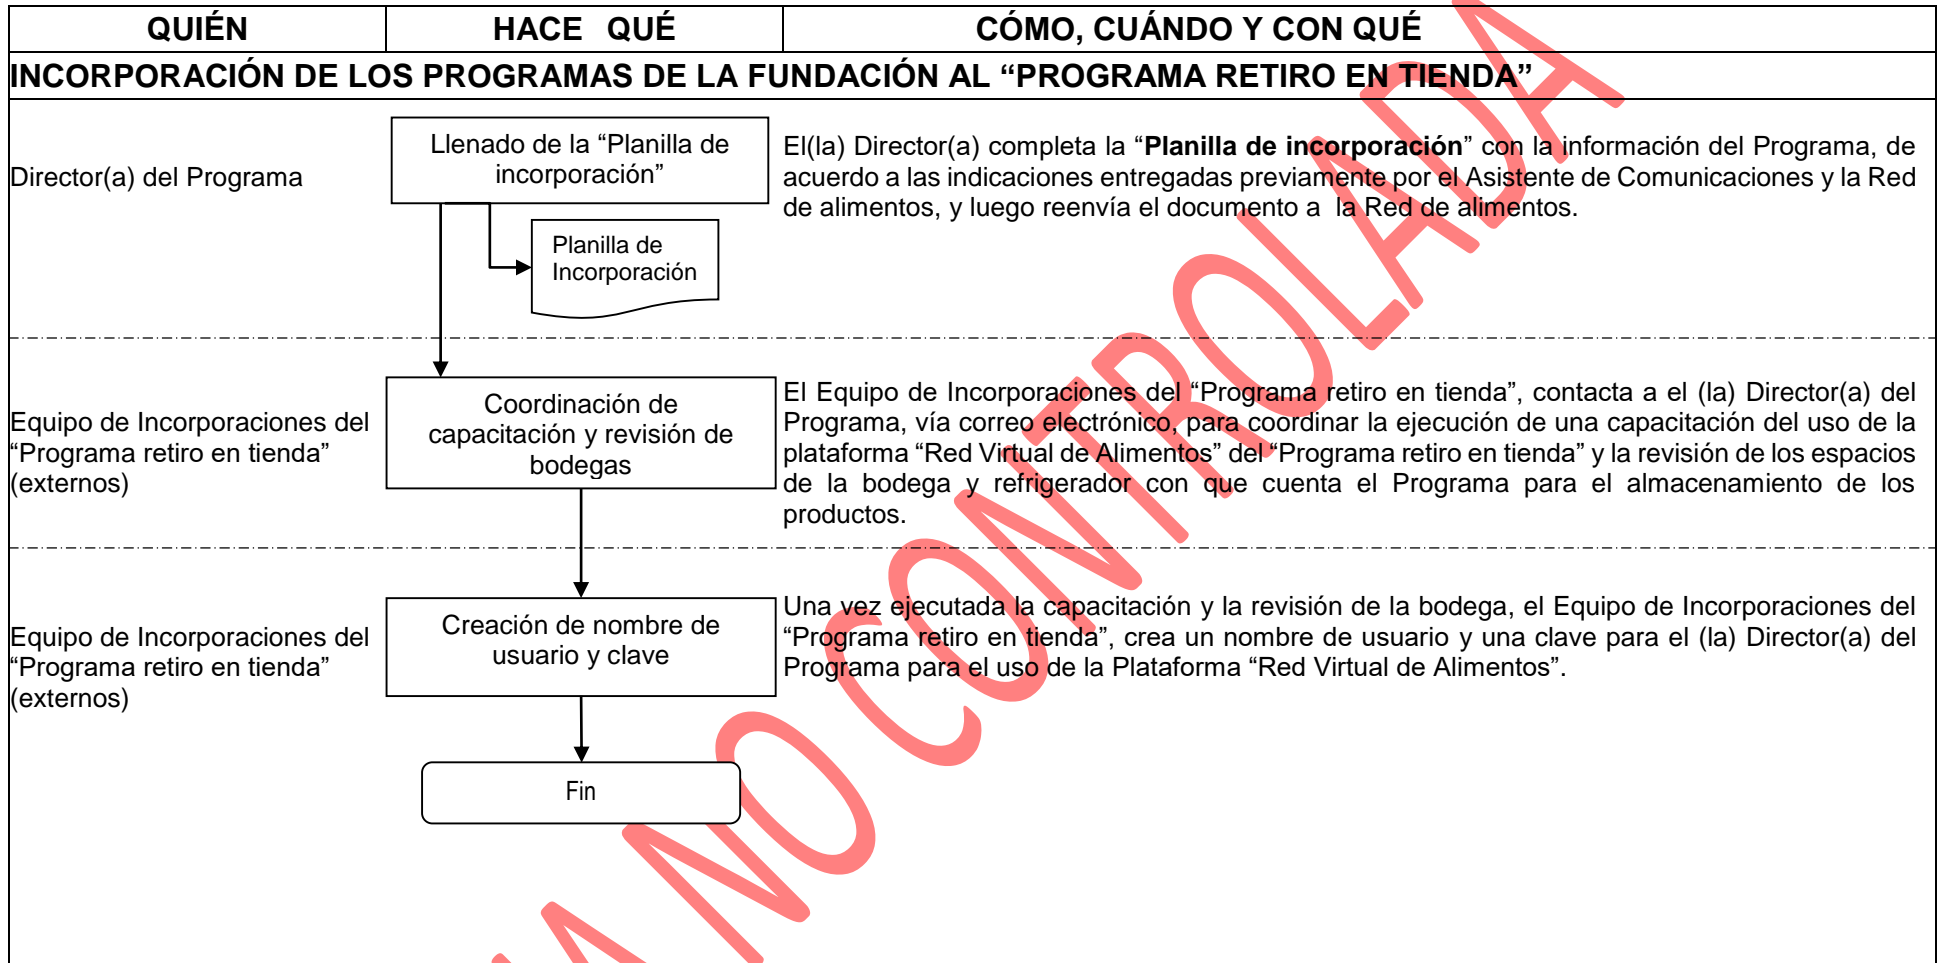 QUIÉN
HACE QUÉ
CÓMO, CUÁNDO Y CON QUÉ
INCORPORACIÓN DE LOS PROGRAMAS DE LA FUNDACIÓN AL “PROGRAMA RETIRO EN TIENDA”
Director(a) del Programa
Llenado de la “Planilla de
incorporación”
Planilla de
Incorporación
El(la) Director(a) completa la “Planilla de incorporación” con la información del Programa, de
acuerdo a las indicaciones entregadas previamente por el Asistente de Comunicaciones y la Red
de alimentos, y luego reenvía el documento a la Red de alimentos.
Equipo de Incorporaciones del
“Programa retiro en tienda”
(externos)
Coordinación de
capacitación y revisión de
bodegas
El Equipo de Incorporaciones del “Programa retiro en tienda”, contacta a el (la) Director(a) del
Programa, vía correo electrónico, para coordinar la ejecución de una capacitación del uso de la
plataforma “Red Virtual de Alimentos” del “Programa retiro en tienda” y la revisión de los espacios
de la bodega y refrigerador con que cuenta el Programa para el almacenamiento de los
productos.
Equipo de Incorporaciones del
“Programa retiro en tienda”
(externos)
Creación de nombre de
usuario y clave
Una vez ejecutada la capacitación y la revisión de la bodega, el Equipo de Incorporaciones del
“Programa retiro en tienda”, crea un nombre de usuario y una clave para el (la) Director(a) del
Programa para el uso de la Plataforma “Red Virtual de Alimentos”.
Fin
NO CONTROLADA